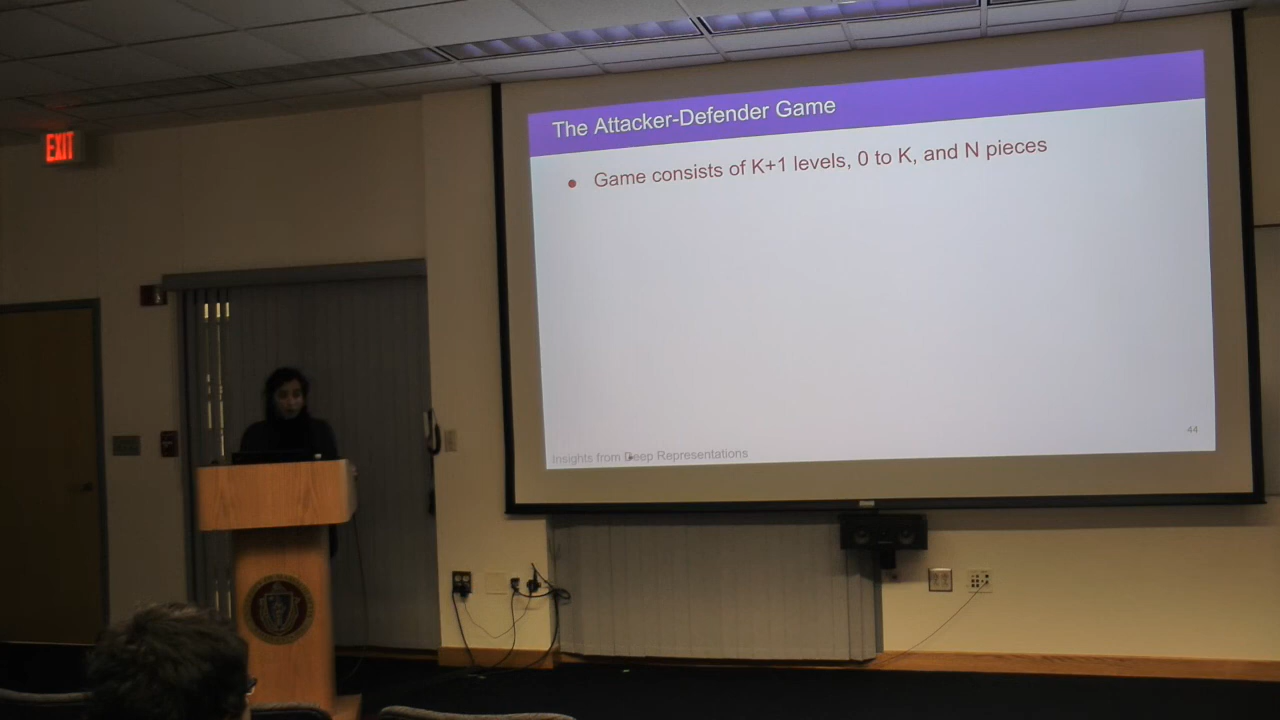 EXIT
The Attacker-Defender Game
● Game consists of K+1 levels, 0 to K, and N pieces
44
Insights from Deep Representations